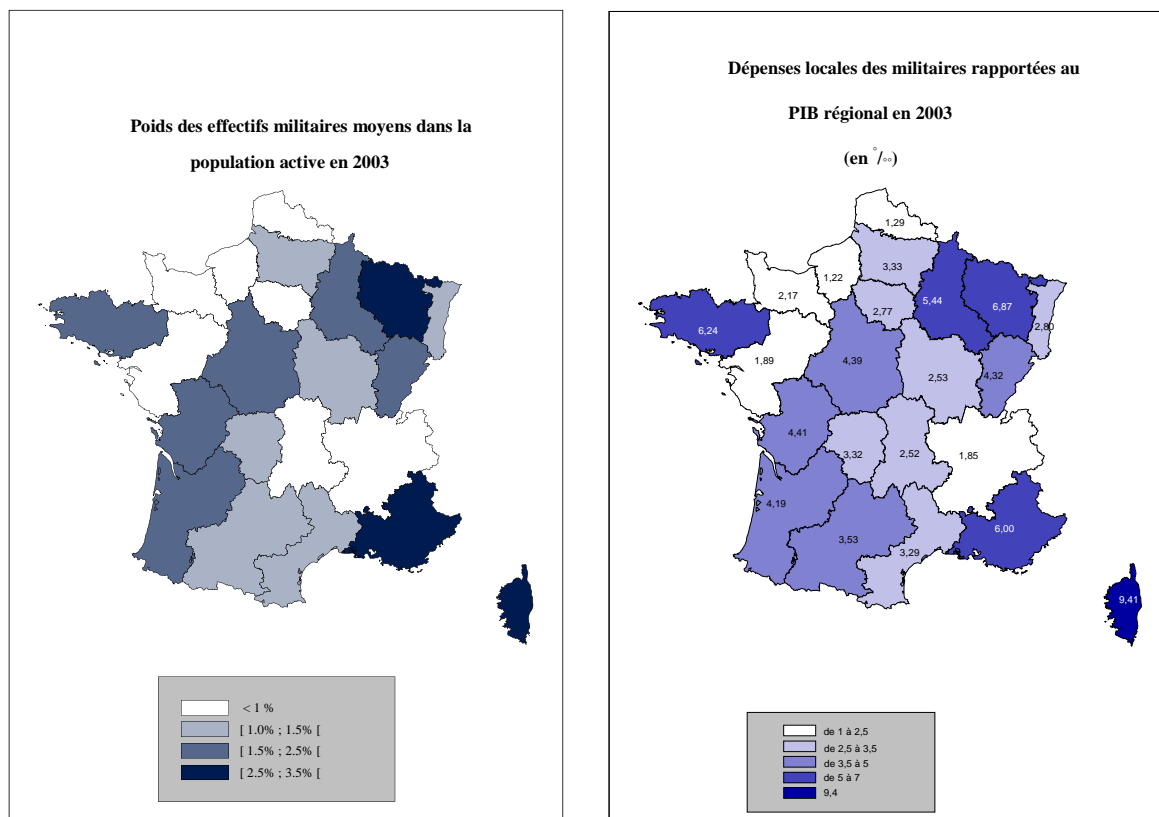 Poids des effectifs militaires moyens dans la
population active en 2003
< 1 %
[ 1.0% ; 1.5% [
[ 1.5% ; 2.5% [
[ 2.5% ; 3.5% [
Dépenses locales des militaires rapportées au
PIB régional en 2003
(en °/°°)
1,29
3,33
1,22
2,17
2,77
5,44
6,87
2,80
6,24
1,89
4,39
2,53
4,32
4,41
3,32
2,52
1,85
4,19
3,53
3,29
6,00
9,41
de 1 à 2,5
de 2,5 à 3,5
de 3,5 à 5
de 5 à 7
9,4